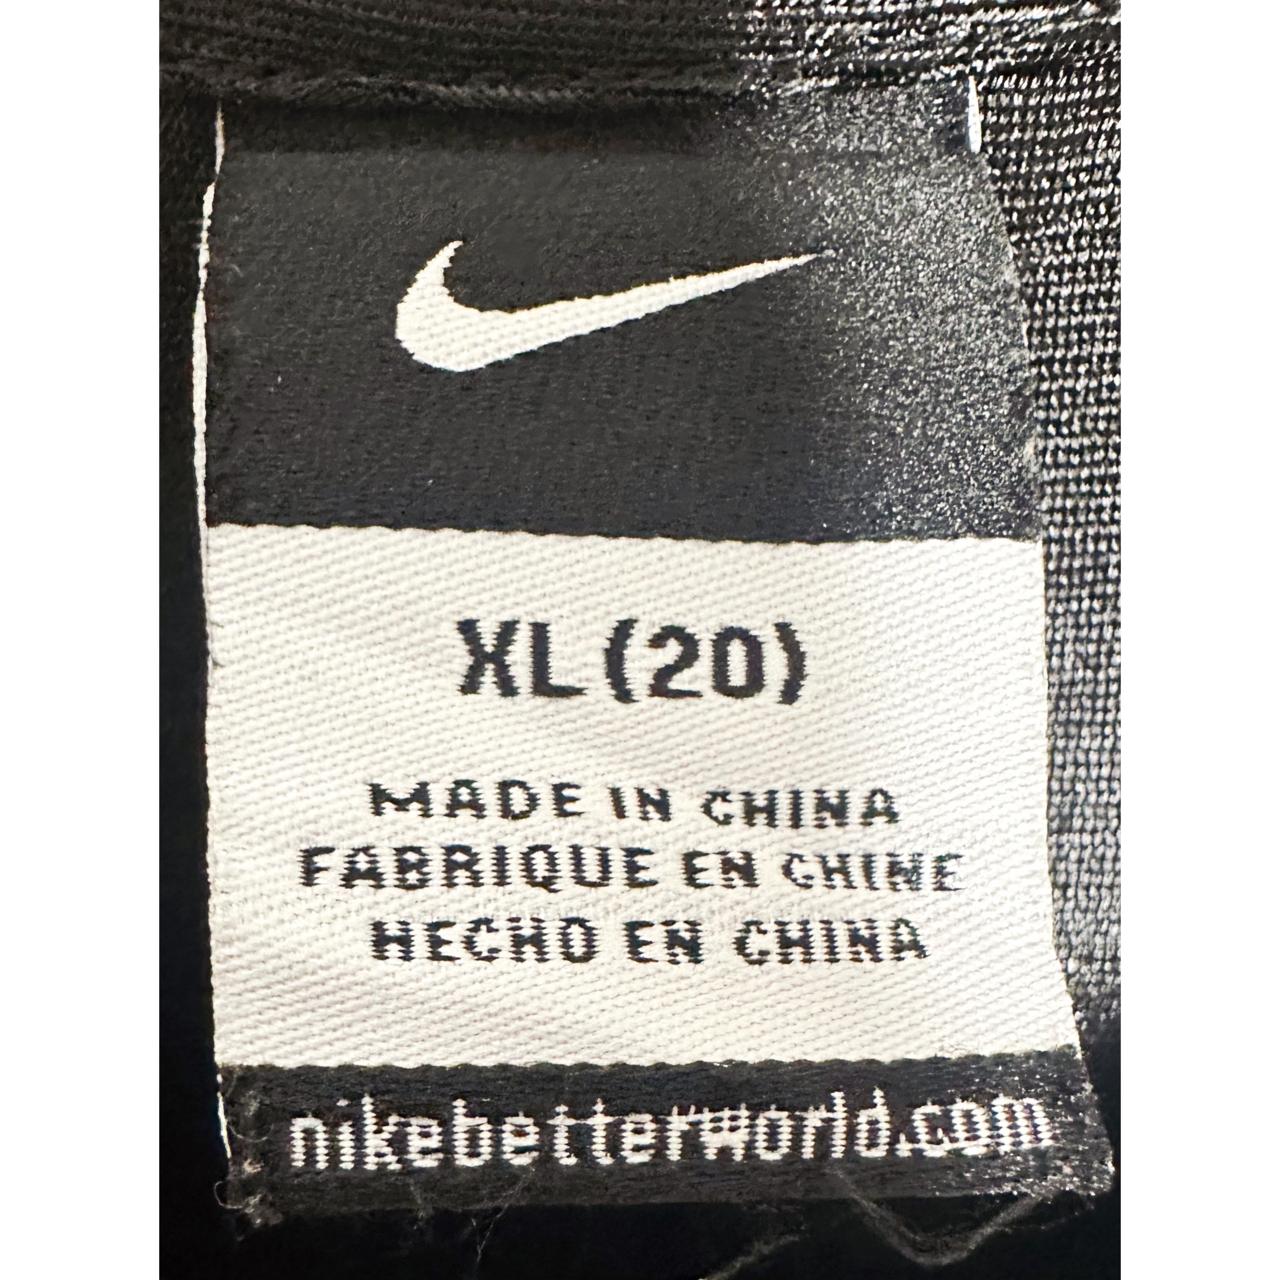 XL (20)
MADE IN CHINA
FABRIQUE EN CHINE
HECHO EN CHINA
nikebetterworld.com